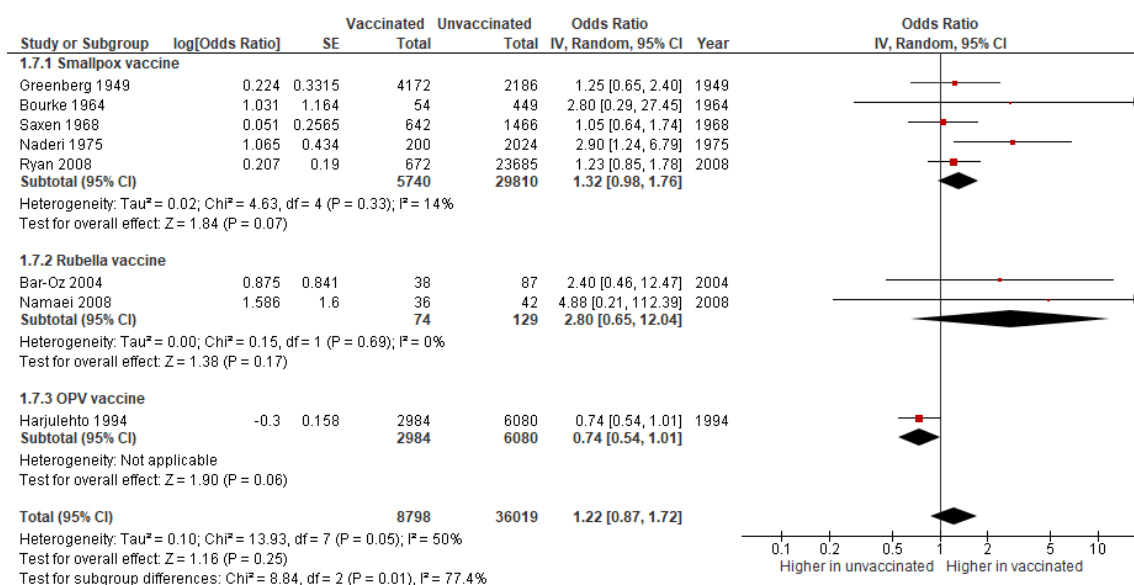 Vaccinated Unvaccinated Odds Ratio Odds Ratio
Study or Subgroup log[Odds Ratio] SE Total Total IV, Random, 95% CI Year IV, Random, 95% CI
1.7.1 Smallpox vaccine
Greenberg 1949 0.224 0.3315 4172 2186 1.25 [0.65, 2.40] 1949
Bourke 1964 1.031 1.164 54 449 2.80 [0.29, 27.45] 1964
Saxen 1968 0.051 0.2565 642 1466 1.05 [0.64, 1.74] 1968
Naderi 1975 1.065 0.434 200 2024 2.90 [1.24, 6.79] 1975
Ryan 2008 0.207 0.19 672 23685 1.23 [0.85, 1.78] 2008
Subtotal (95% CI) 5740 29810 1.32 [0.98, 1.76]
Heterogeneity: Tau² = 0.02; Chi² = 4.63, df = 4 (P = 0.33); I² = 14%
Test for overall effect: Z = 1.84 (P = 0.07)
1.7.2 Rubella vaccine
Bar-Oz 2004 0.875 0.841 38 87 2.40 [0.46, 12.47] 2004
Namaei 2008 1.586 1.6 36 42 4.88 [0.21, 112.39] 2008
Subtotal (95% CI) 74 129 2.80 [0.65, 12.04]
Heterogeneity: Tau² = 0.00; Chi² = 0.15, df = 1 (P = 0.69); I² = 0%
Test for overall effect: Z = 1.38 (P = 0.17)
1.7.3 OPV vaccine
Harjulehto 1994 -0.3 0.158 2984 6080 0.74 [0.54, 1.01] 1994
Subtotal (95% CI) 2984 6080 0.74 [0.54, 1.01]
Heterogeneity: Not applicable
Test for overall effect: Z = 1.90 (P = 0.06)
Total (95% CI) 8798 36019 1.22 [0.87, 1.72]
Heterogeneity: Tau² = 0.10; Chi² = 13.93, df = 7 (P = 0.05); I² = 50%
Test for overall effect: Z = 1.16 (P = 0.25)
Test for subgroup differences: Chi² = 8.84, df = 2 (P = 0.01), I² = 77.4%
0.1 0.2 0.5 1 2 5 10
Higher in unvaccinated Higher in vaccinated